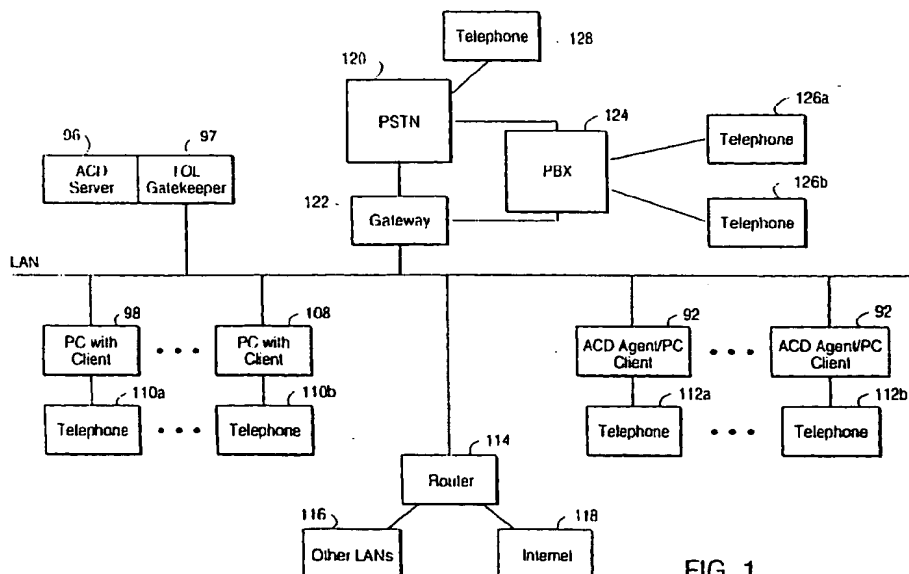 Telephone
128
120
PSTN
124
PBX
126a
Telephone
126b
Telephone
96
97
ACD
Server
TOL
Gatekeeper
122
Gateway
LAN
98
PC with
Client
108
PC with
Client
92
ACD Agent/PC
Client
92
ACD Agent/PC
Client
110a
Telephone
110b
Telephone
112a
Telephone
112b
Telephone
114
Router
116
Other LANs
118
Internet
FIG. 1